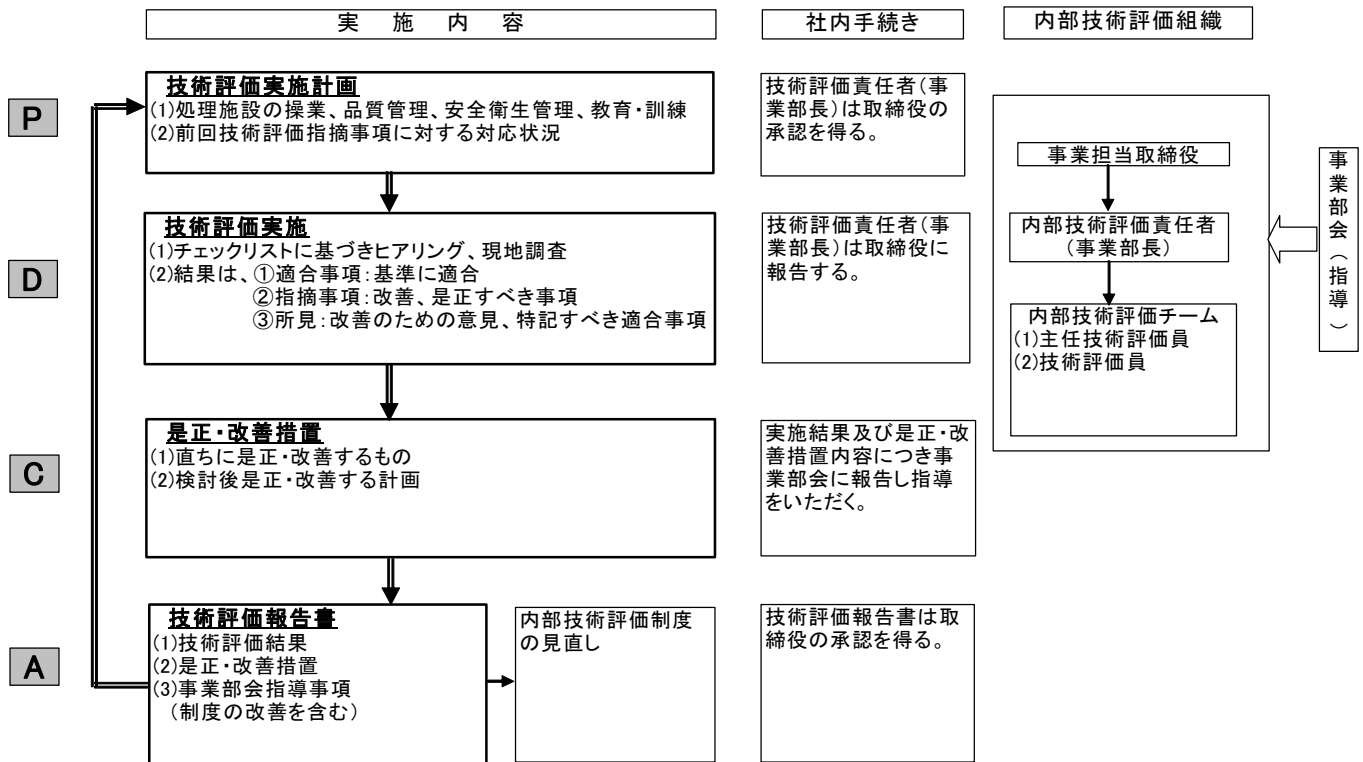 実施内容
社内手続き
内部技術評価組織
P
技術評価実施計画
(1)処理施設の操業、品質管理、安全衛生管理、教育・訓練
(2)前回技術評価指摘事項に対する対応状況
技術評価責任者(事
業部長)は取締役の
承認を得る。
D
技術評価実施
(1)チェックリストに基づきヒアリング、現地調査
(2)結果は、①適合事項:基準に適合
②指摘事項:改善、是正すべき事項
③所見:改善のための意見、特記すべき適合事項
技術評価責任者(事
業部長)は取締役に
報告する。
C
是正・改善措置
(1)直ちに是正・改善するもの
(2)検討後是正・改善する計画
実施結果及び是正・改
善措置内容につき事
業部会に報告し指導
をいただく。
A
技術評価報告書
(1)技術評価結果
(2)是正・改善措置
(3)事業部会指導事項
(制度の改善を含む)
内部技術評価制度
の見直し
技術評価報告書は取
締役の承認を得る。
事業担当取締役
内部技術評価責任者
(事業部長)
内部技術評価チーム
(1)主任技術評価員
(2)技術評価員
事業部会(指導)